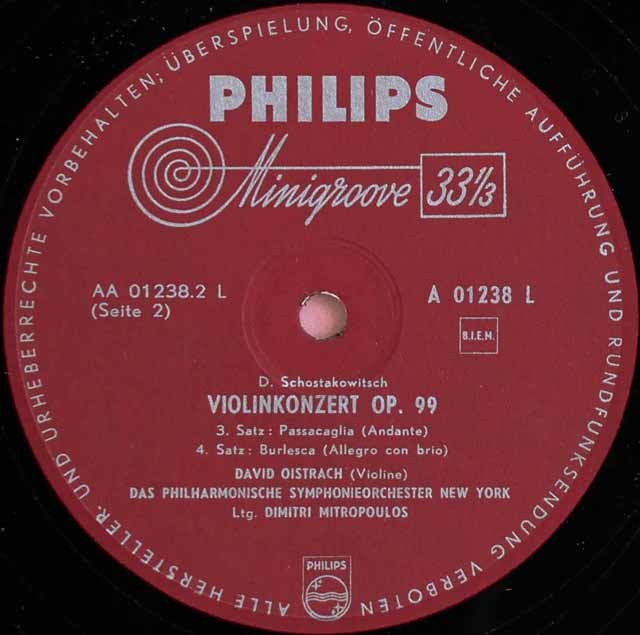 ALLE HERSTELLER- UND URHEBERRECHTE VORBEHALTEN; ÜBERSPIELUNG, ÖFFENTLICHE AUFFÜHRUNG UND RUNDFUNKSENDUNG VERBOTEN
PHILIPS
Minigroove 33⅓
AA 01238.2 L
(Seite 2)
A 01238 L
B.I.E.M.
D. Schostakowitsch
VIOLINKONZERT OP. 99
3. Satz: Passacaglia (Andante)
4. Satz: Burlesca (Allegro con brio)
DAVID OISTRACH (Violine)
DAS PHILHARMONISCHE SYMPHONIEORCHESTER NEW YORK
Ltg. DIMITRI MITROPOULOS
PHILIPS